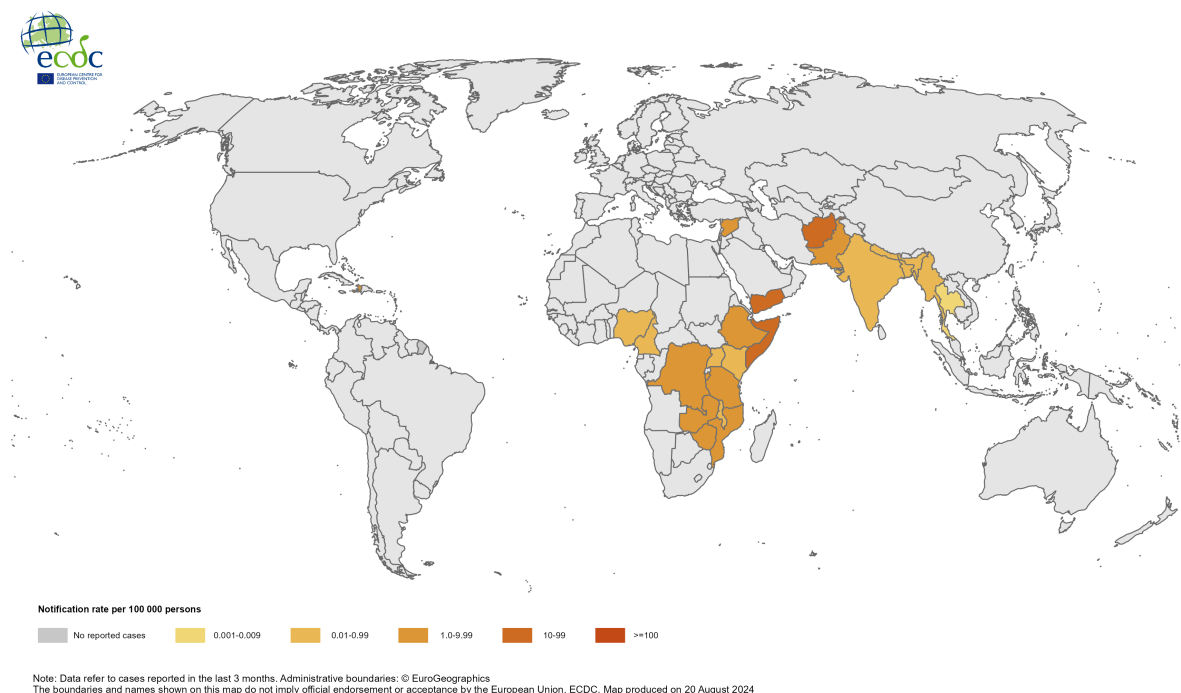 ecdc
EUROPEAN CENTRE FOR
DISEASE PREVENTION
AND CONTROL
Notification rate per 100 000 persons
No reported cases
0.001-0.009
0.01-0.99
1.0-9.99
10-99
>=100
Note: Data refer to cases reported in the last 3 months. Administrative boundaries: © EuroGeographics
The boundaries and names shown on this map do not imply official endorsement or acceptance by the European Union. ECDC. Map produced on 20 August 2024